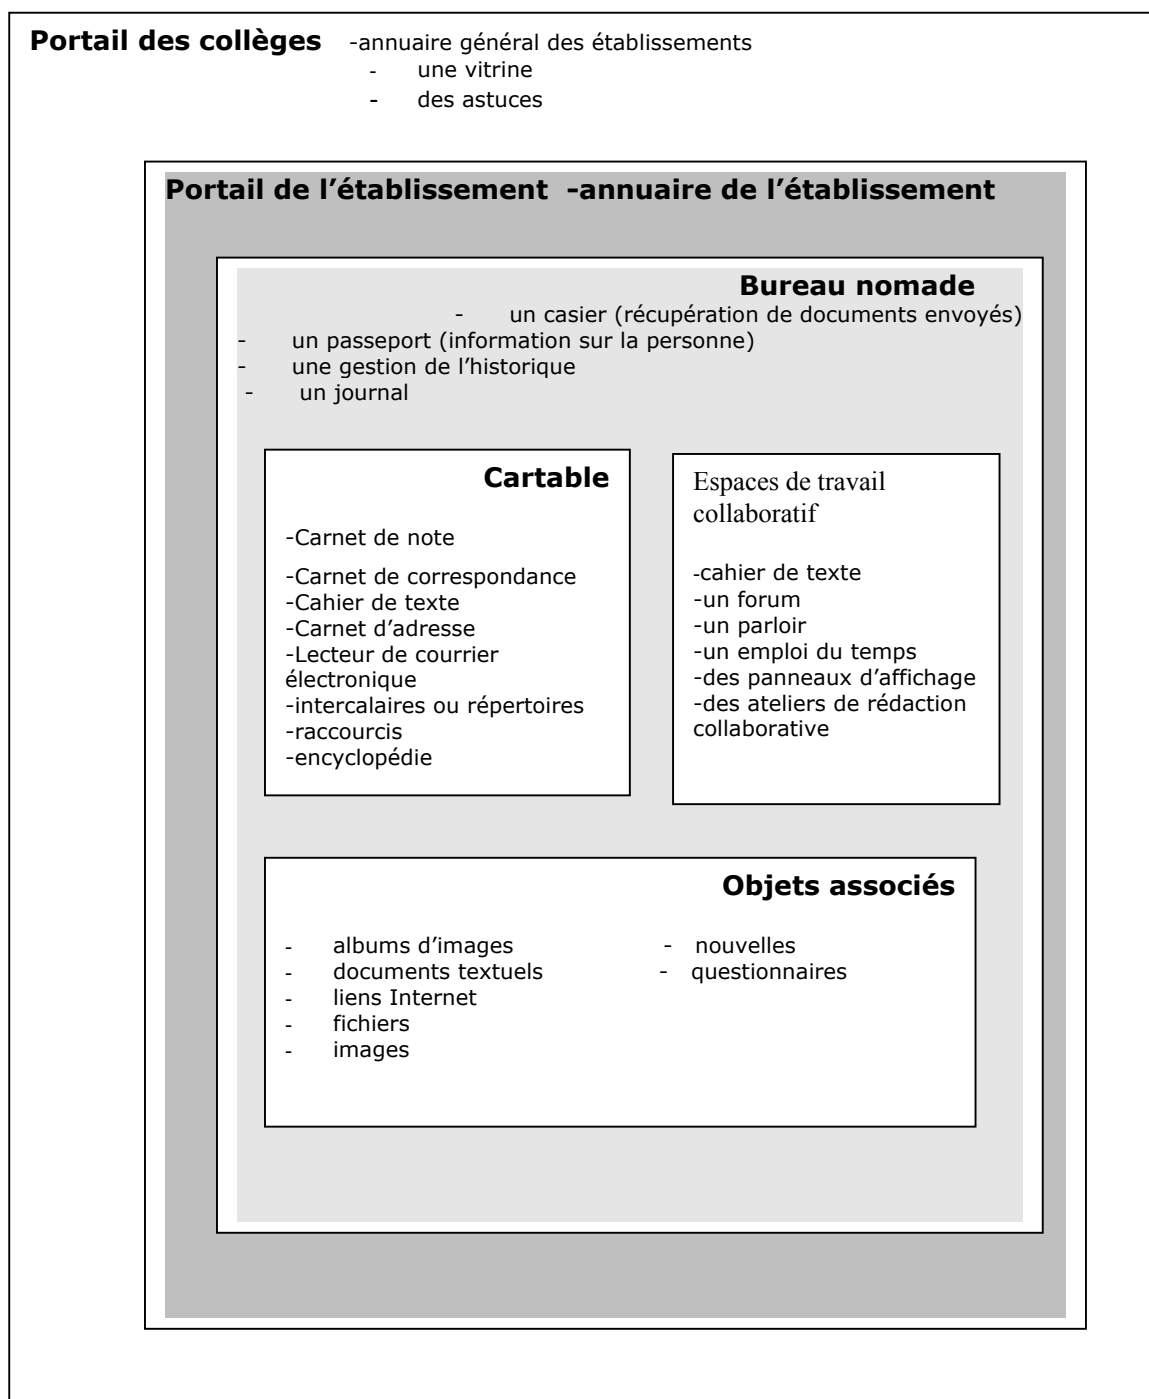 Portail des collèges -annuaire général des établissements
- une vitrine
- des astuces
Portail de l’établissement -annuaire de l’établissement
Bureau nomade
- un casier (récupération de documents envoyés)
- un passeport (information sur la personne)
- une gestion de l’historique
- un journal
Cartable
-Carnet de note
-Carnet de correspondance
-Cahier de texte
-Carnet d’adresse
-Lecteur de courrier
électronique
-intercalaires ou répertoires
-raccourcis
-encyclopédie
Espaces de travail
collaboratif
-cahier de texte
-un forum
-un parloir
-un emploi du temps
-des panneaux d’affichage
-des ateliers de rédaction
collaborative
Objets associés
- albums d’images
- documents textuels
- liens Internet
- fichiers
- images
- nouvelles
- questionnaires